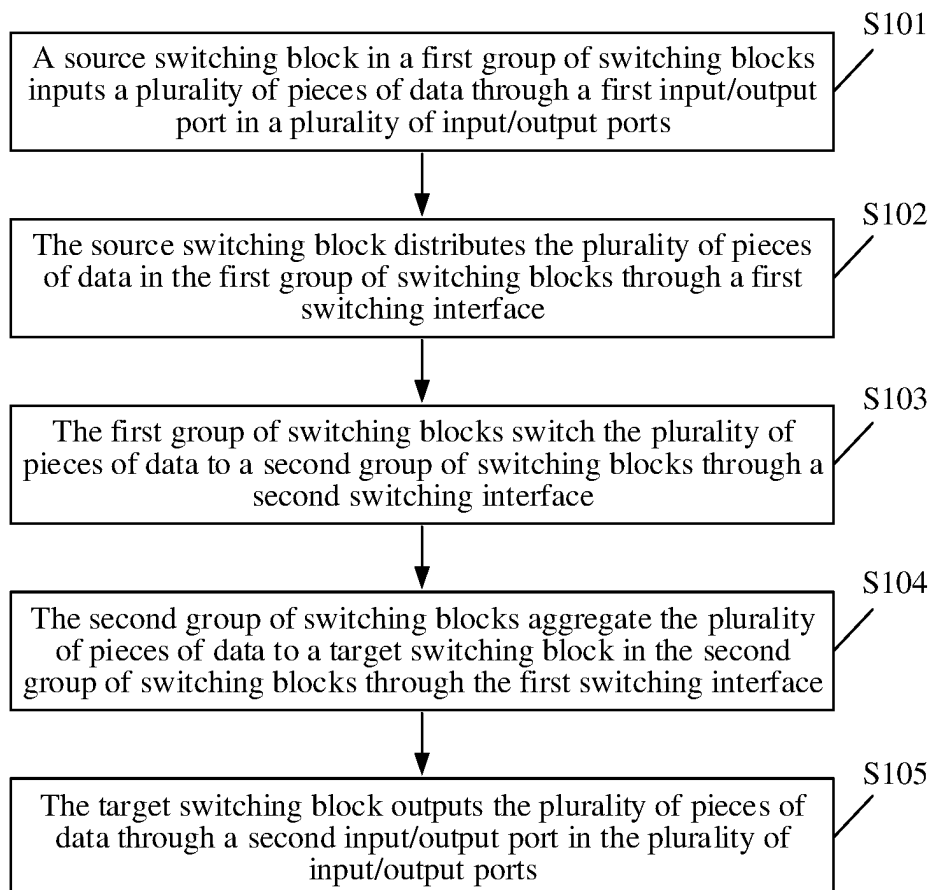 S101
A source switching block in a first group of switching blocks
inputs a plurality of pieces of data through a first input/output
port in a plurality of input/output ports
S102
The source switching block distributes the plurality of pieces
of data in the first group of switching blocks through a first
switching interface
S103
The first group of switching blocks switch the plurality of
pieces of data to a second group of switching blocks through a
second switching interface
S104
The second group of switching blocks aggregate the plurality
of pieces of data to a target switching block in the second
group of switching blocks through the first switching interface
S105
The target switching block outputs the plurality of pieces of
data through a second input/output port in the plurality of
input/output ports